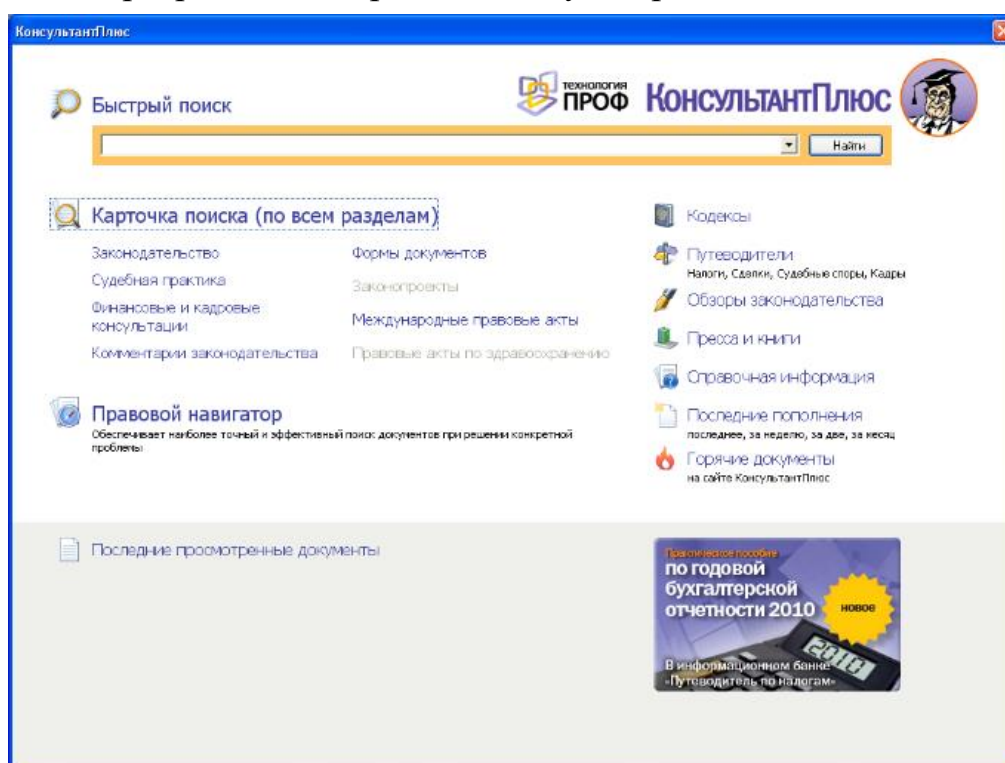 КонсультантПлюс
Быстрый поиск
технология
ПРОФ
КонсультантПлюс
Найти
Карточка поиска (по всем разделам)
Законодательство
Судебная практика
Финансовые и кадровые
консультации
Комментарии законодательства
Формы документов
Законопроекты
Международные правовые акты
Правовые акты по здравоохранению
Правовой навигатор
Обеспечивает наиболее точный и эффективный поиск документов при решении конкретной
проблемы
Кодексы
Путеводители
Налоги, Сделки, Судебные споры, Кадры
Обзоры законодательства
Пресса и книги
Справочная информация
Последние пополнения
последнее, за неделю, за две, за месяц
Горячие документы
на сайте КонсультантПлюс
Последние просмотренные документы
Практическое пособие
по годовой
бухгалтерской
отчетности 2010
НОВОЕ
2010
В информационном банке
«Путеводитель по налогам»